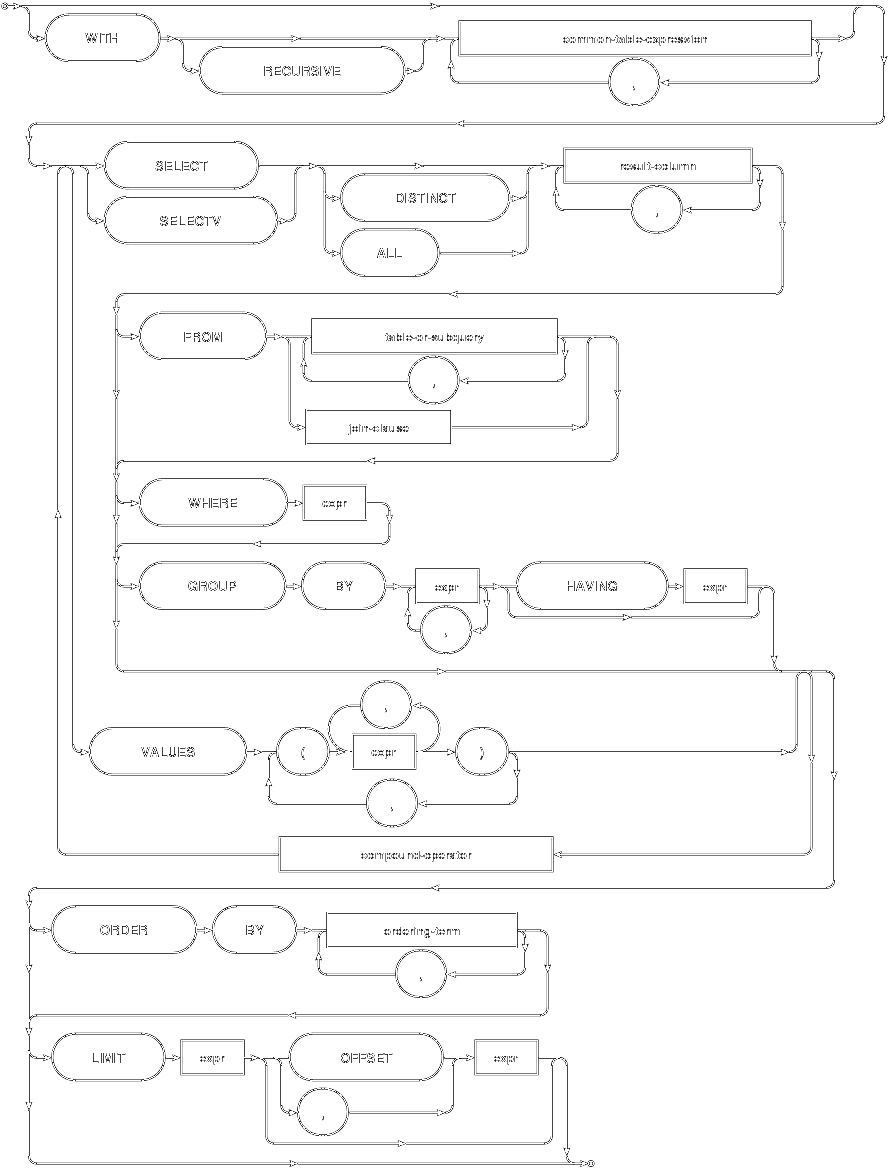 WITH
common-table-expression
RECURSIVE
,
SELECT
result-column
DISTINCT
SELECTV
,
ALL
FROM
table-or-subquery
,
join-clause
WHERE expr
GROUP BY expr HAVING expr
,
,
VALUES ( expr )
,
compound-operator
ORDER BY ordering-term
,
LIMIT expr OFFSET expr
,